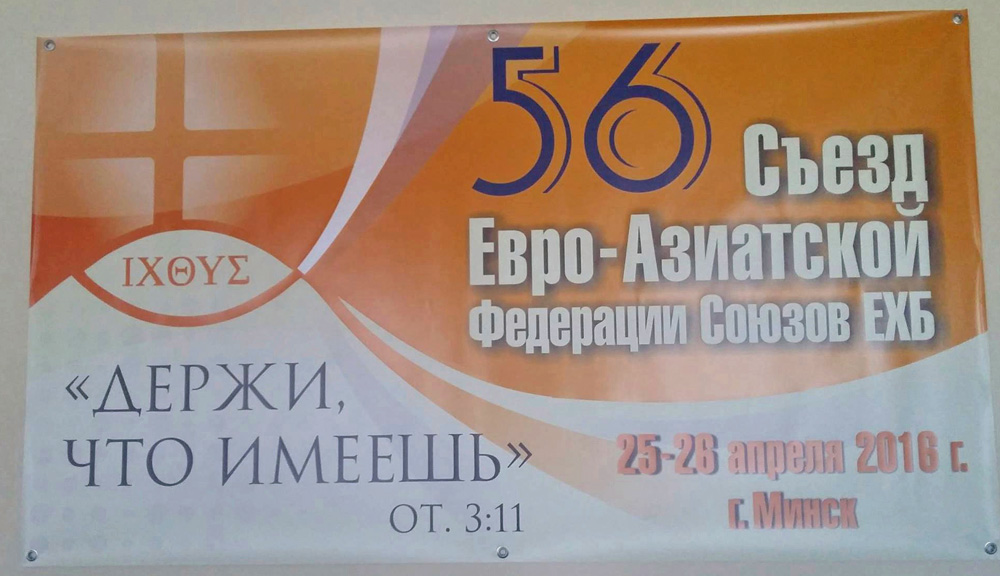 56
Съезд
Евро-Азиатской
Федерации Союзов ЕХБ
ΙΧΘΥΣ
«ДЕРЖИ,
ЧТО ИМЕЕШЬ»
ОТ. 3:11
25-26 апреля 2016 г.
г. Минск